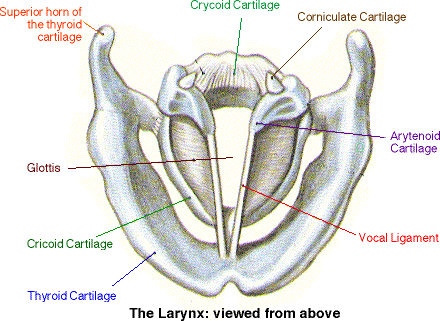 Crycoid Cartilage
Superior horn of
the thyroid
cartilage
Corniculate Cartilage
Arytenoid
Cartilage
Glottis
Vocal Ligament
Cricoid Cartilage
Thyroid Cartilage
The Larynx: viewed from above